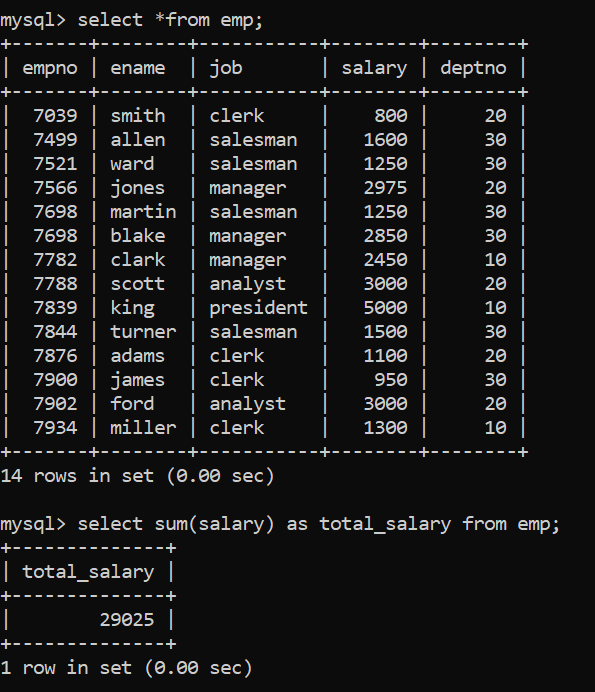 mysql> select *from emp;
+-------+--------+-----------+--------+--------+
| empno | ename  | job       | salary | deptno |
+-------+--------+-----------+--------+--------+
|  7039 | smith  | clerk     |    800 |     20 |
|  7499 | allen  | salesman  |   1600 |     30 |
|  7521 | ward   | salesman  |   1250 |     30 |
|  7566 | jones  | manager   |   2975 |     20 |
|  7698 | martin | salesman  |   1250 |     30 |
|  7698 | blake  | manager   |   2850 |     30 |
|  7782 | clark  | manager   |   2450 |     10 |
|  7788 | scott  | analyst   |   3000 |     20 |
|  7839 | king   | president |   5000 |     10 |
|  7844 | turner | salesman  |   1500 |     30 |
|  7876 | adams  | clerk     |   1100 |     20 |
|  7900 | james  | clerk     |    950 |     30 |
|  7902 | ford   | analyst   |   3000 |     20 |
|  7934 | miller | clerk     |   1300 |     10 |
+-------+--------+-----------+--------+--------+
14 rows in set (0.00 sec)

mysql> select sum(salary) as total_salary from emp;
+--------------+
| total_salary |
+--------------+
|        29025 |
+--------------+
1 row in set (0.00 sec)